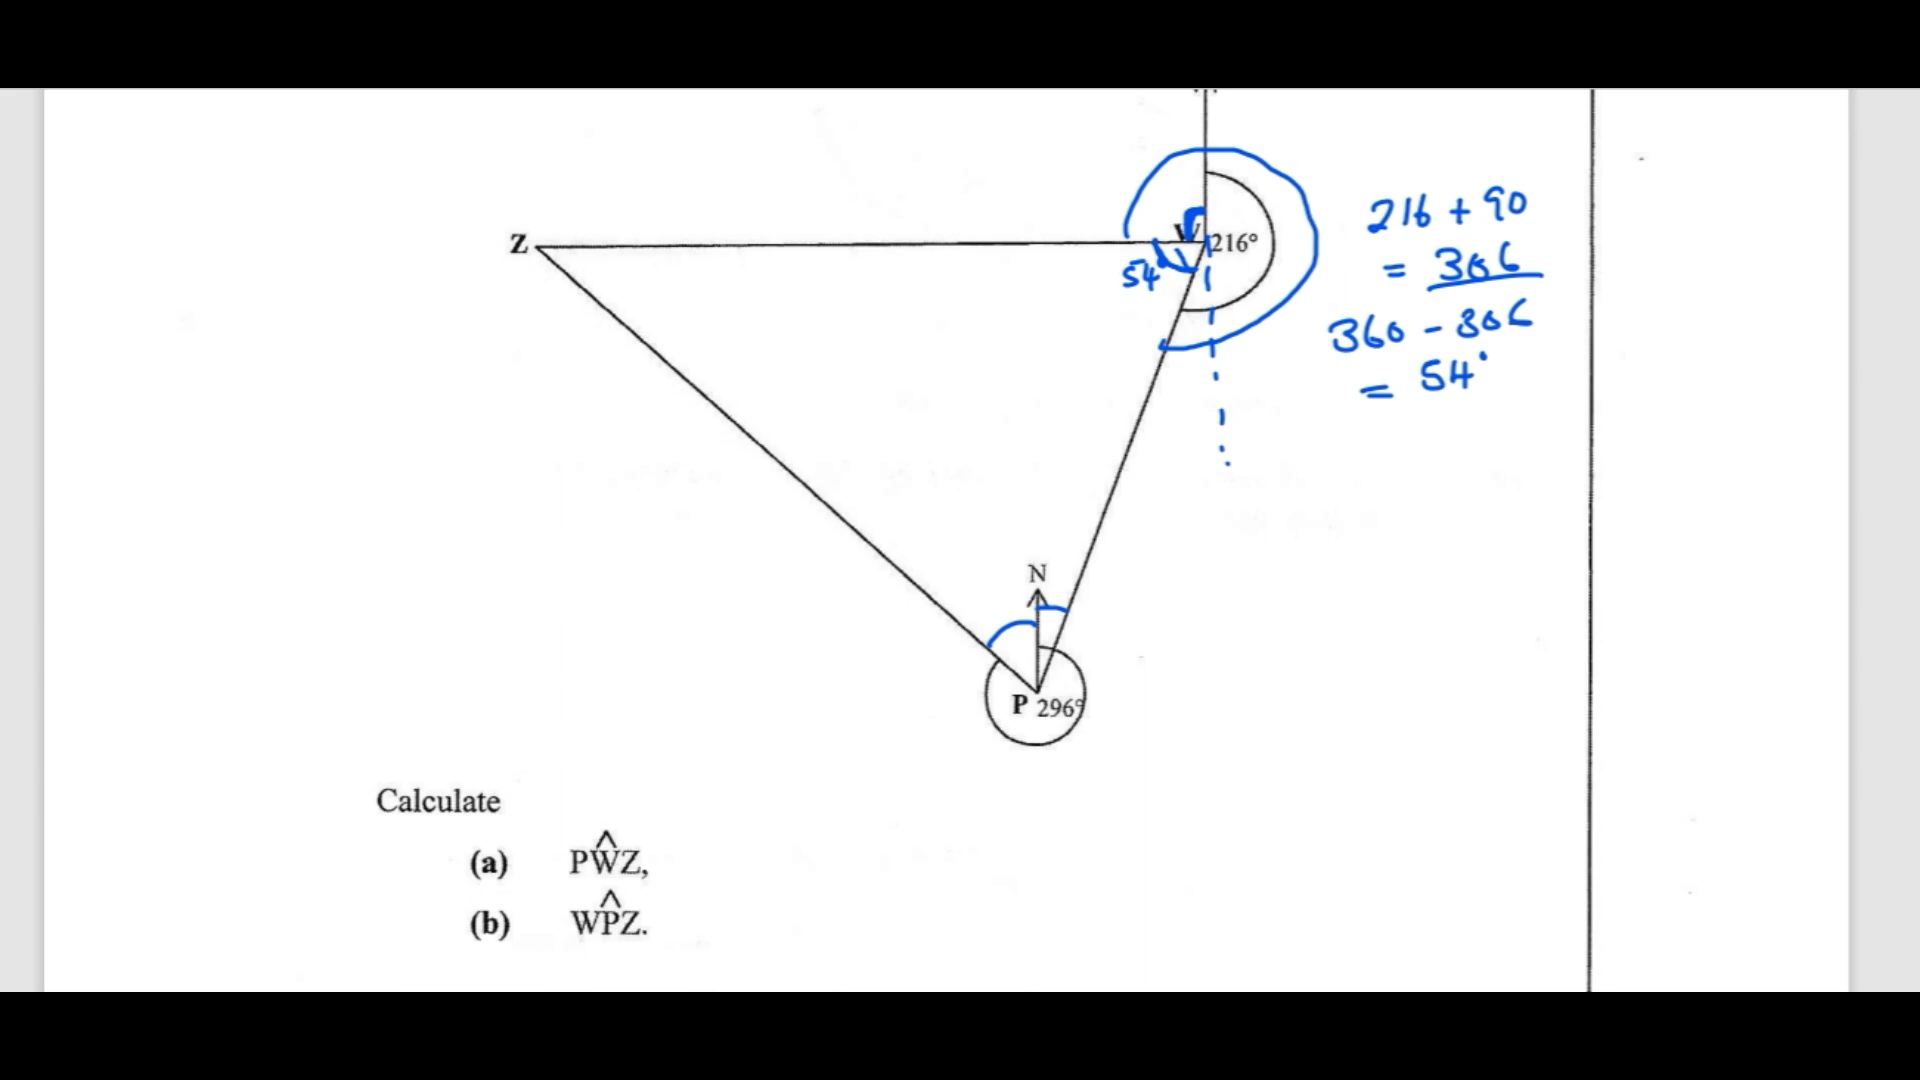 216 + 90
Z
W
216°
= 306
54°
360 - 306
= 54°
N
P 296°
Calculate
(a) PŴZ,
(b) WP̂Z.